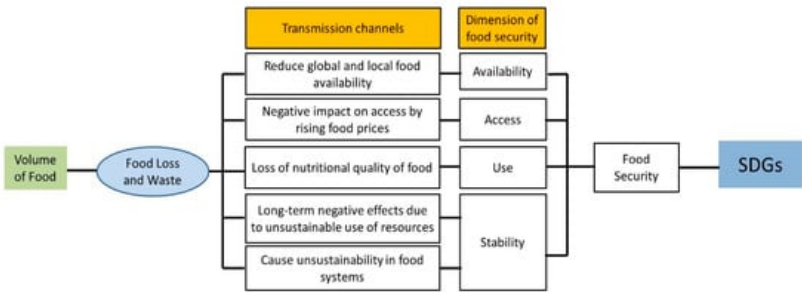 Transmission channels
Dimension of
food security
Reduce global and local food
availability
Availability
Negative impact on access by
rising food prices
Access
Volume
of Food
Food Loss
and Waste
Loss of nutritional quality of food
Use
Food
Security
SDGs
Long-term negative effects due
to unsustainable use of resources
Stability
Cause unsustainability in food
systems